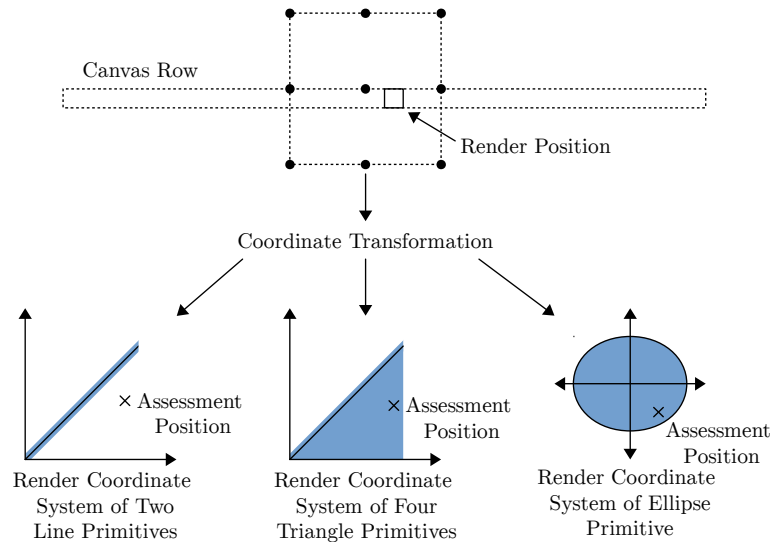 Canvas Row
Render Position
Coordinate Transformation
Assessment
Position
Render Coordinate
System of Two
Line Primitives
Assessment
Position
Render Coordinate
System of Four
Triangle Primitives
Assessment
Position
Render Coordinate
System of Ellipse
Primitive